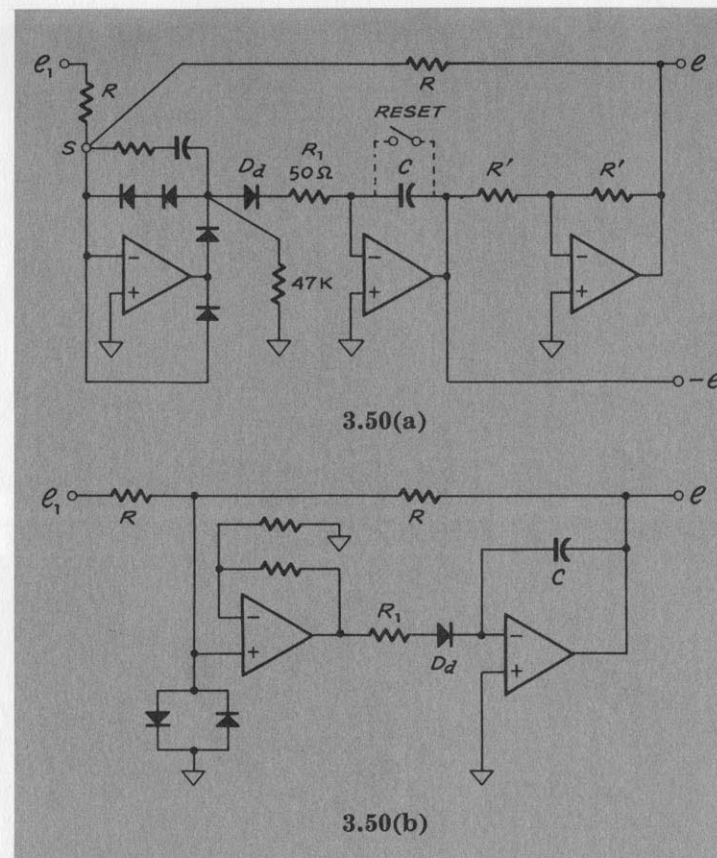 e₁
e
R
R
RESET
S
Dd
R₁
50Ω
C
R'
R'
−
+
47K
−
+
−
+
-e
3.50(a)
e₁
R
R
e
C
−
+
R₁
Dd
−
+
3.50(b)